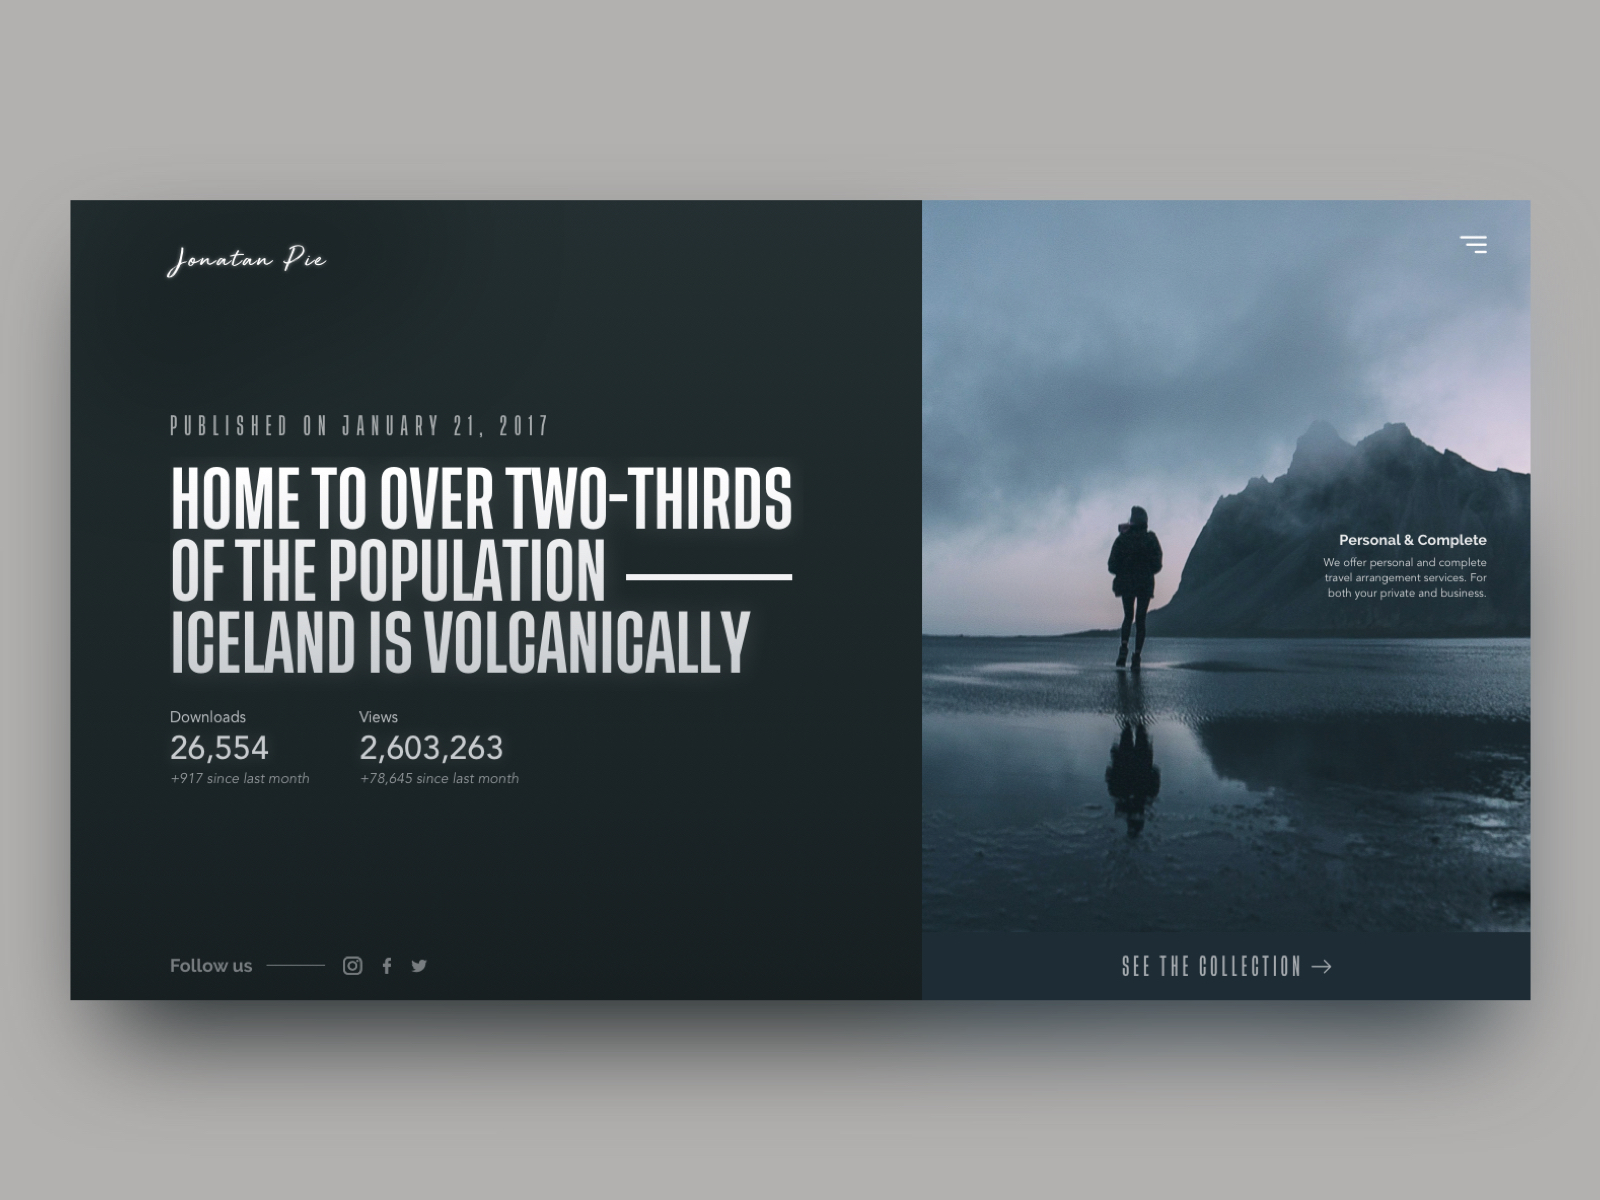 Jonatan Pie
PUBLISHED ON JANUARY 21, 2017
HOME TO OVER TWO-THIRDS
OF THE POPULATION
ICELAND IS VOLCANICALLY
Downloads
26,554
+917 since last month
Views
2,603,263
+78,645 since last month
Follow us
Personal & Complete
We offer personal and complete
travel arrangement services. For
both your private and business.
SEE THE COLLECTION →